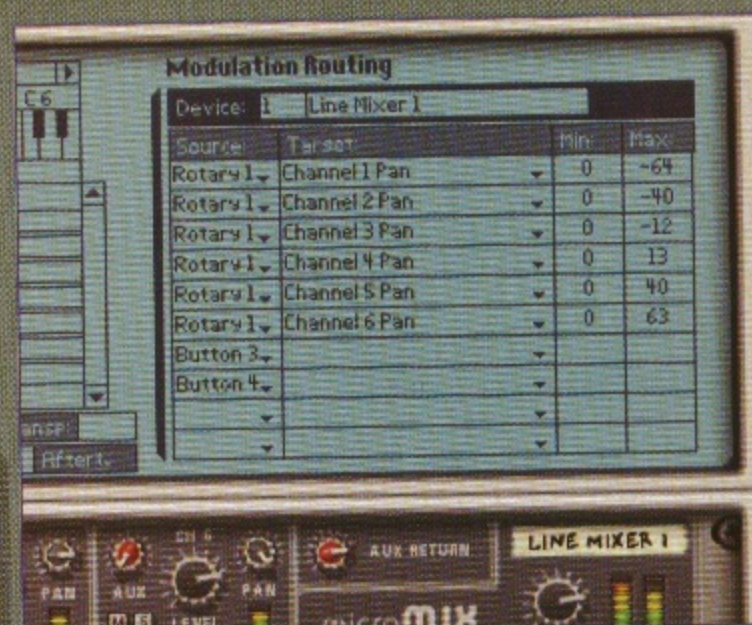 Modulation Routing
C6
Device: 1 Line Mixer 1
Source: Target: Min: Max:
Rotary 1 Channel 1 Pan 0 -64
Rotary 1 Channel 2 Pan 0 -40
Rotary 1 Channel 3 Pan 0 -12
Rotary 1 Channel 4 Pan 0 13
Rotary 1 Channel 5 Pan 0 40
Rotary 1 Channel 6 Pan 0 63
Button 3
Button 4
CH 6
AUX RETURN
LINE MIXER 1
PAN AUX PAN
M S LEVEL
microMIX